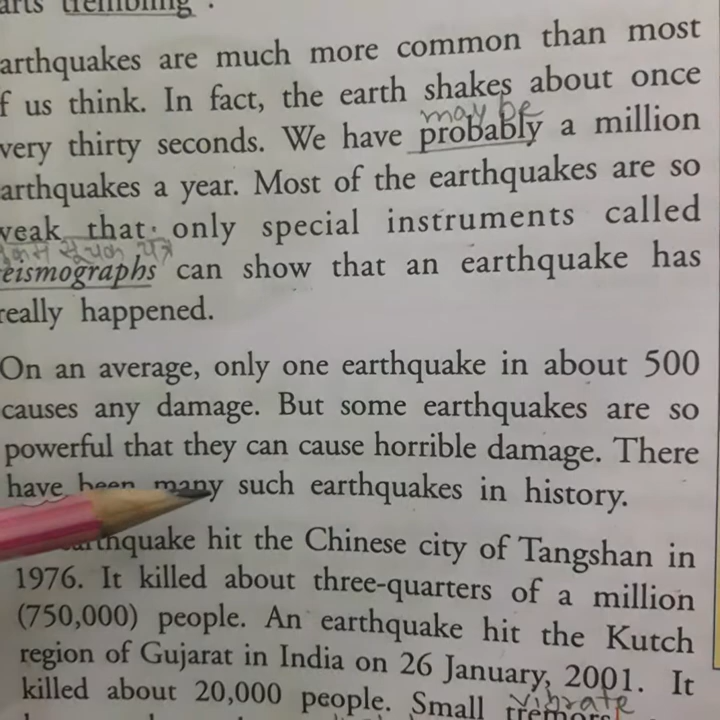 arts trembling .
arthquakes are much more common than most
f us think. In fact, the earth shakes about once
may be
very thirty seconds. We have probably a million
arthquakes a year. Most of the earthquakes are so
weak that only special instruments called
सूचक यंत्र
eismographs can show that an earthquake has
really happened.
On an average, only one earthquake in about 500
causes any damage. But some earthquakes are so
powerful that they can cause horrible damage. There
have been many such earthquakes in history.
arthquake hit the Chinese city of Tangshan in
1976. It killed about three-quarters of a million
(750,000) people. An earthquake hit the Kutch
region of Gujarat in India on 26 January, 2001. It
vibrate
killed about 20,000 people. Small tremors